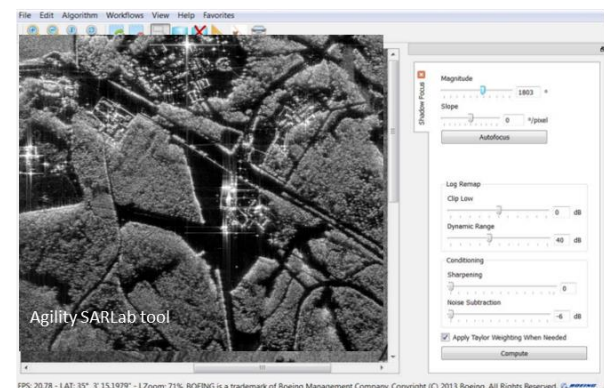 File Edit Algorithm Workflows View Help Favorites
Shadow Focus
Magnitude
1803 °
Slope
0 °/pixel
Autofocus
Log Remap
Clip Low
0 dB
Dynamic Range
40 dB
Conditioning
Sharpening
0
Noise Subtraction
-6 dB
Apply Taylor Weighting When Needed
Compute
Agility SARLab tool
FPS: 20.78 - LAT: 35° 3' 15.1979" - LZoom: 71% BOEING is a trademark of Boeing Management Company. Copyright (C) 2013 Boeing. All Rights Reserved. BOEING